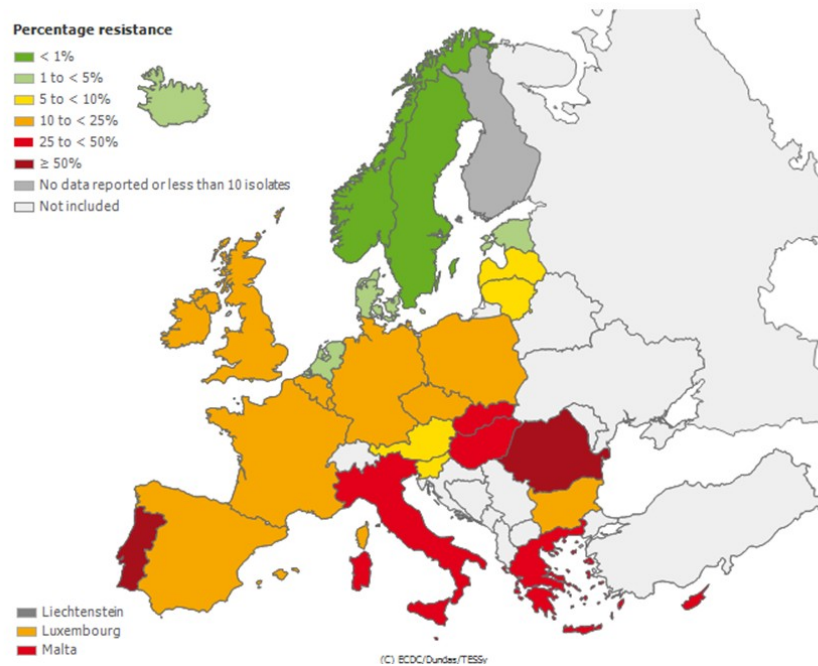 Percentage resistance
< 1%
1 to < 5%
5 to < 10%
10 to < 25%
25 to < 50%
≥ 50%
No data reported or less than 10 isolates
Not included
Liechtenstein
Luxembourg
Malta
(C) ECDC/Dundas/TESSy